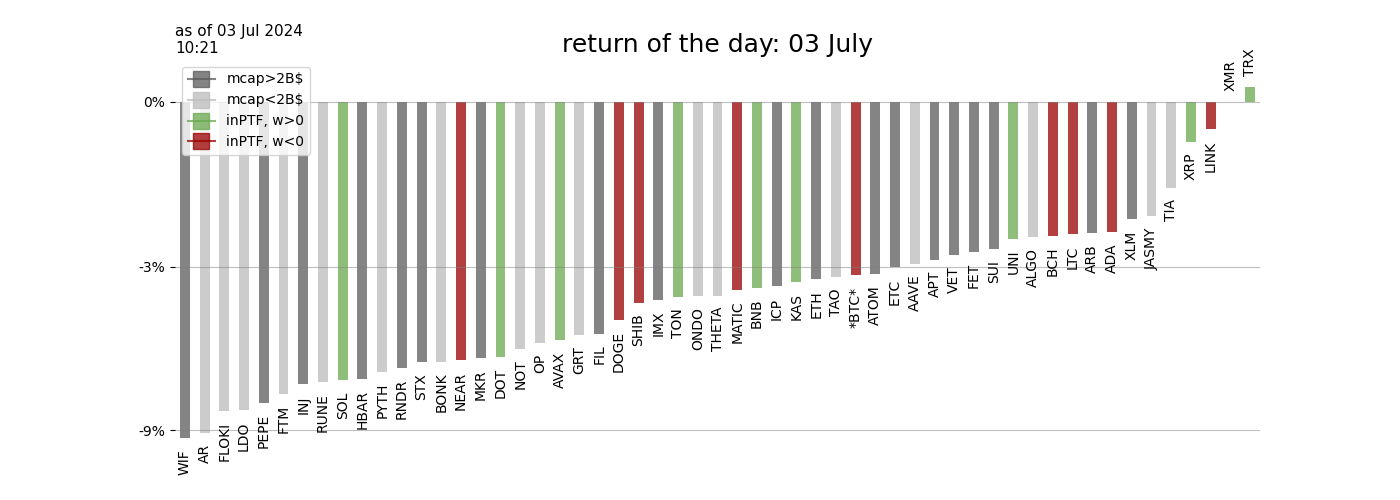 as of 03 Jul 2024
10:21
return of the day: 03 July
mcap>2B$
mcap<2B$
inPTF, w>0
inPTF, w<0
0%
-3%
-9%
WIF
AR
FLOKI
LDO
PEPE
FTM
INJ
RUNE
SOL
HBAR
PYTH
RNDR
STX
BONK
NEAR
MKR
DOT
NOT
OP
AVAX
GRT
FIL
DOGE
SHIB
IMX
TON
ONDO
THETA
MATIC
BNB
ICP
KAS
ETH
TAO
*BTC*
ATOM
ETC
AAVE
APT
VET
FET
SUI
UNI
ALGO
BCH
LTC
ARB
ADA
XLM
JASMY
TIA
XRP
LINK
XMR
TRX